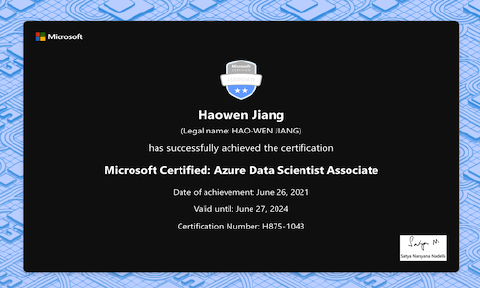 Microsoft
Microsoft
Haowen Jiang
(Legal name: HAO-WEN JIANG)
has successfully achieved the certification
Microsoft Certified: Azure Data Scientist Associate
Date of achievement: June 26, 2021
Valid until: June 27, 2024
Certification Number: H875-1043
Satya Narayana Nadella